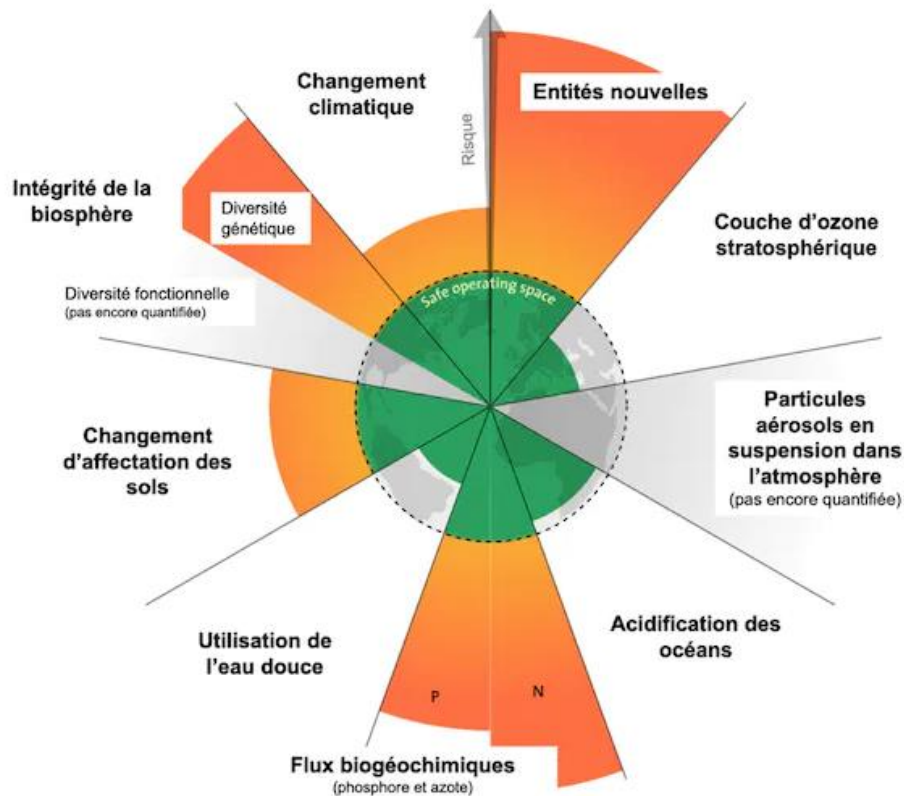 Changement
climatique
Risque
Entités nouvelles
Intégrité de la
biosphère
Diversité
génétique
Couche d'ozone
stratosphérique
Diversité fonctionnelle
(pas encore quantifiée)
Safe operating space
Particules
aérosols en
suspension dans
l'atmosphère
(pas encore quantifiée)
Changement
d'affectation des
sols
Acidification des
océans
Utilisation de
l'eau douce
P
N
Flux biogéochimiques
(phosphore et azote)